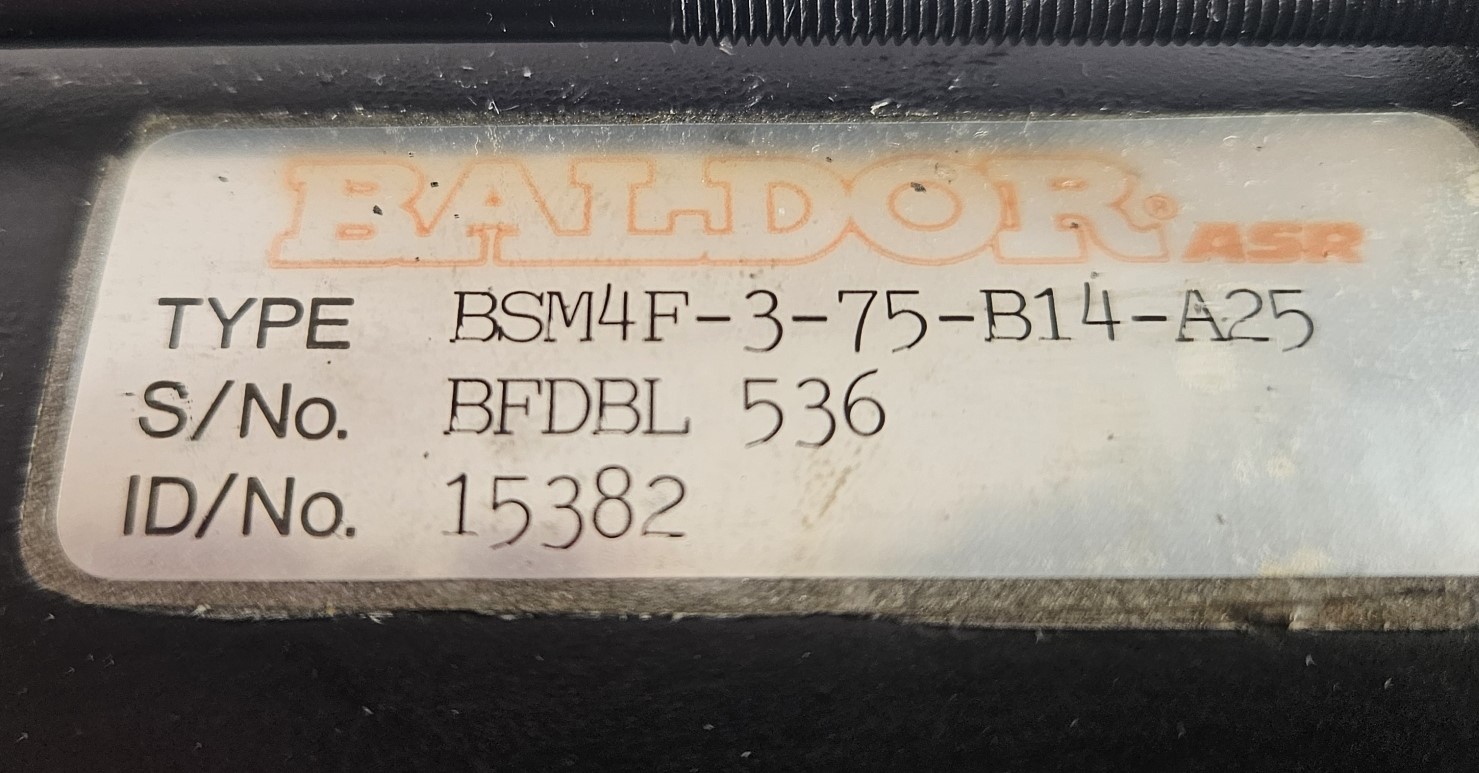 BALDOR® ASR
TYPE BSM4F-3-75-B14-A25
S/No. BFDBL 536
ID/No. 15382